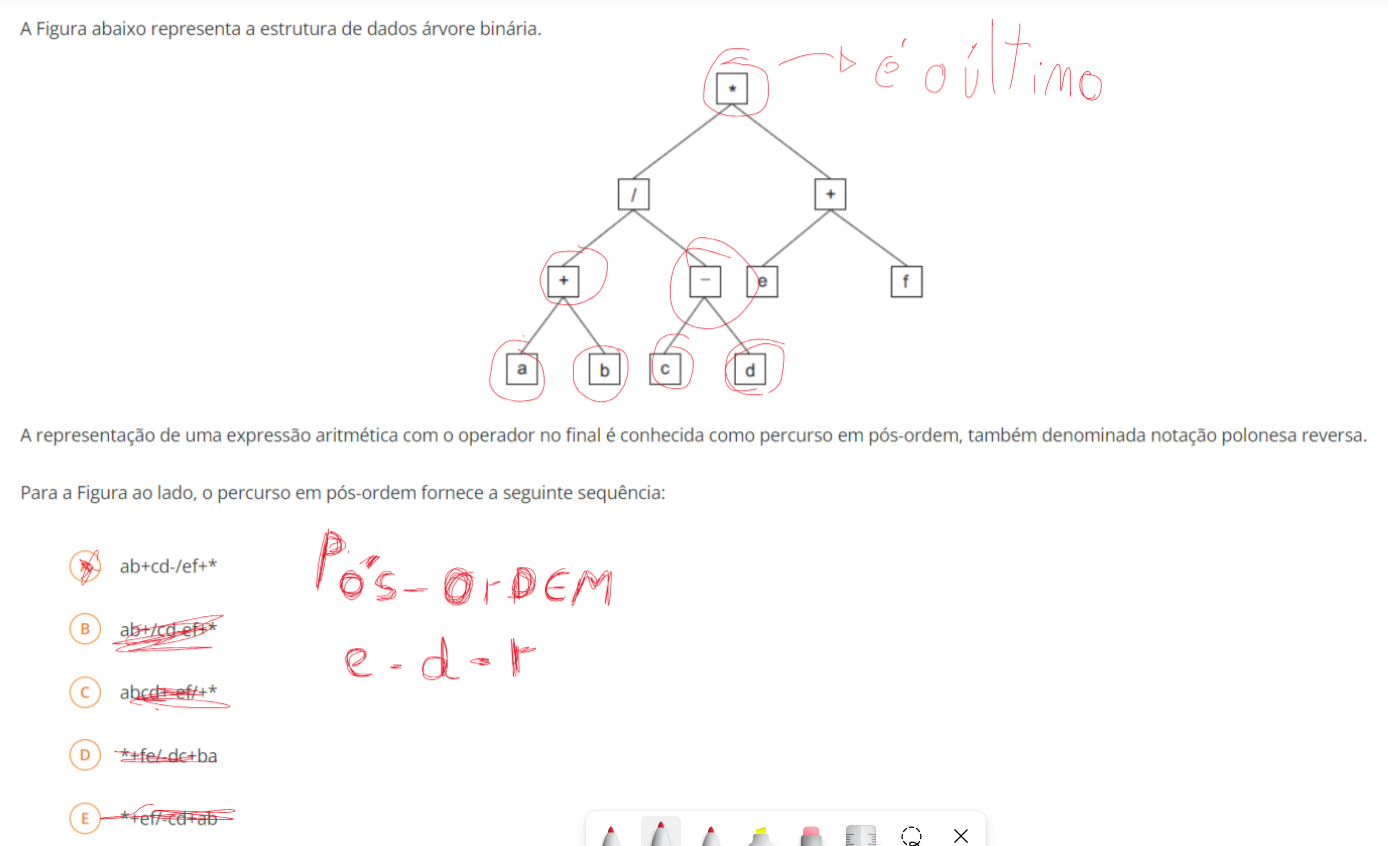 A Figura abaixo representa a estrutura de dados árvore binária.
* é o último
/ +
+ - e f
a b c d
A representação de uma expressão aritmética com o operador no final é conhecida como percurso em pós-ordem, também denominada notação polonesa reversa.
Para a Figura ao lado, o percurso em pós-ordem fornece a seguinte sequência:
ab+cd-/ef+*
Pós-OrDEM
B ab+/cd-ef+*
e - d - r
C abcd+-ef/+*
D *+fe/-dc+ba
E *+ef/-cd+ab